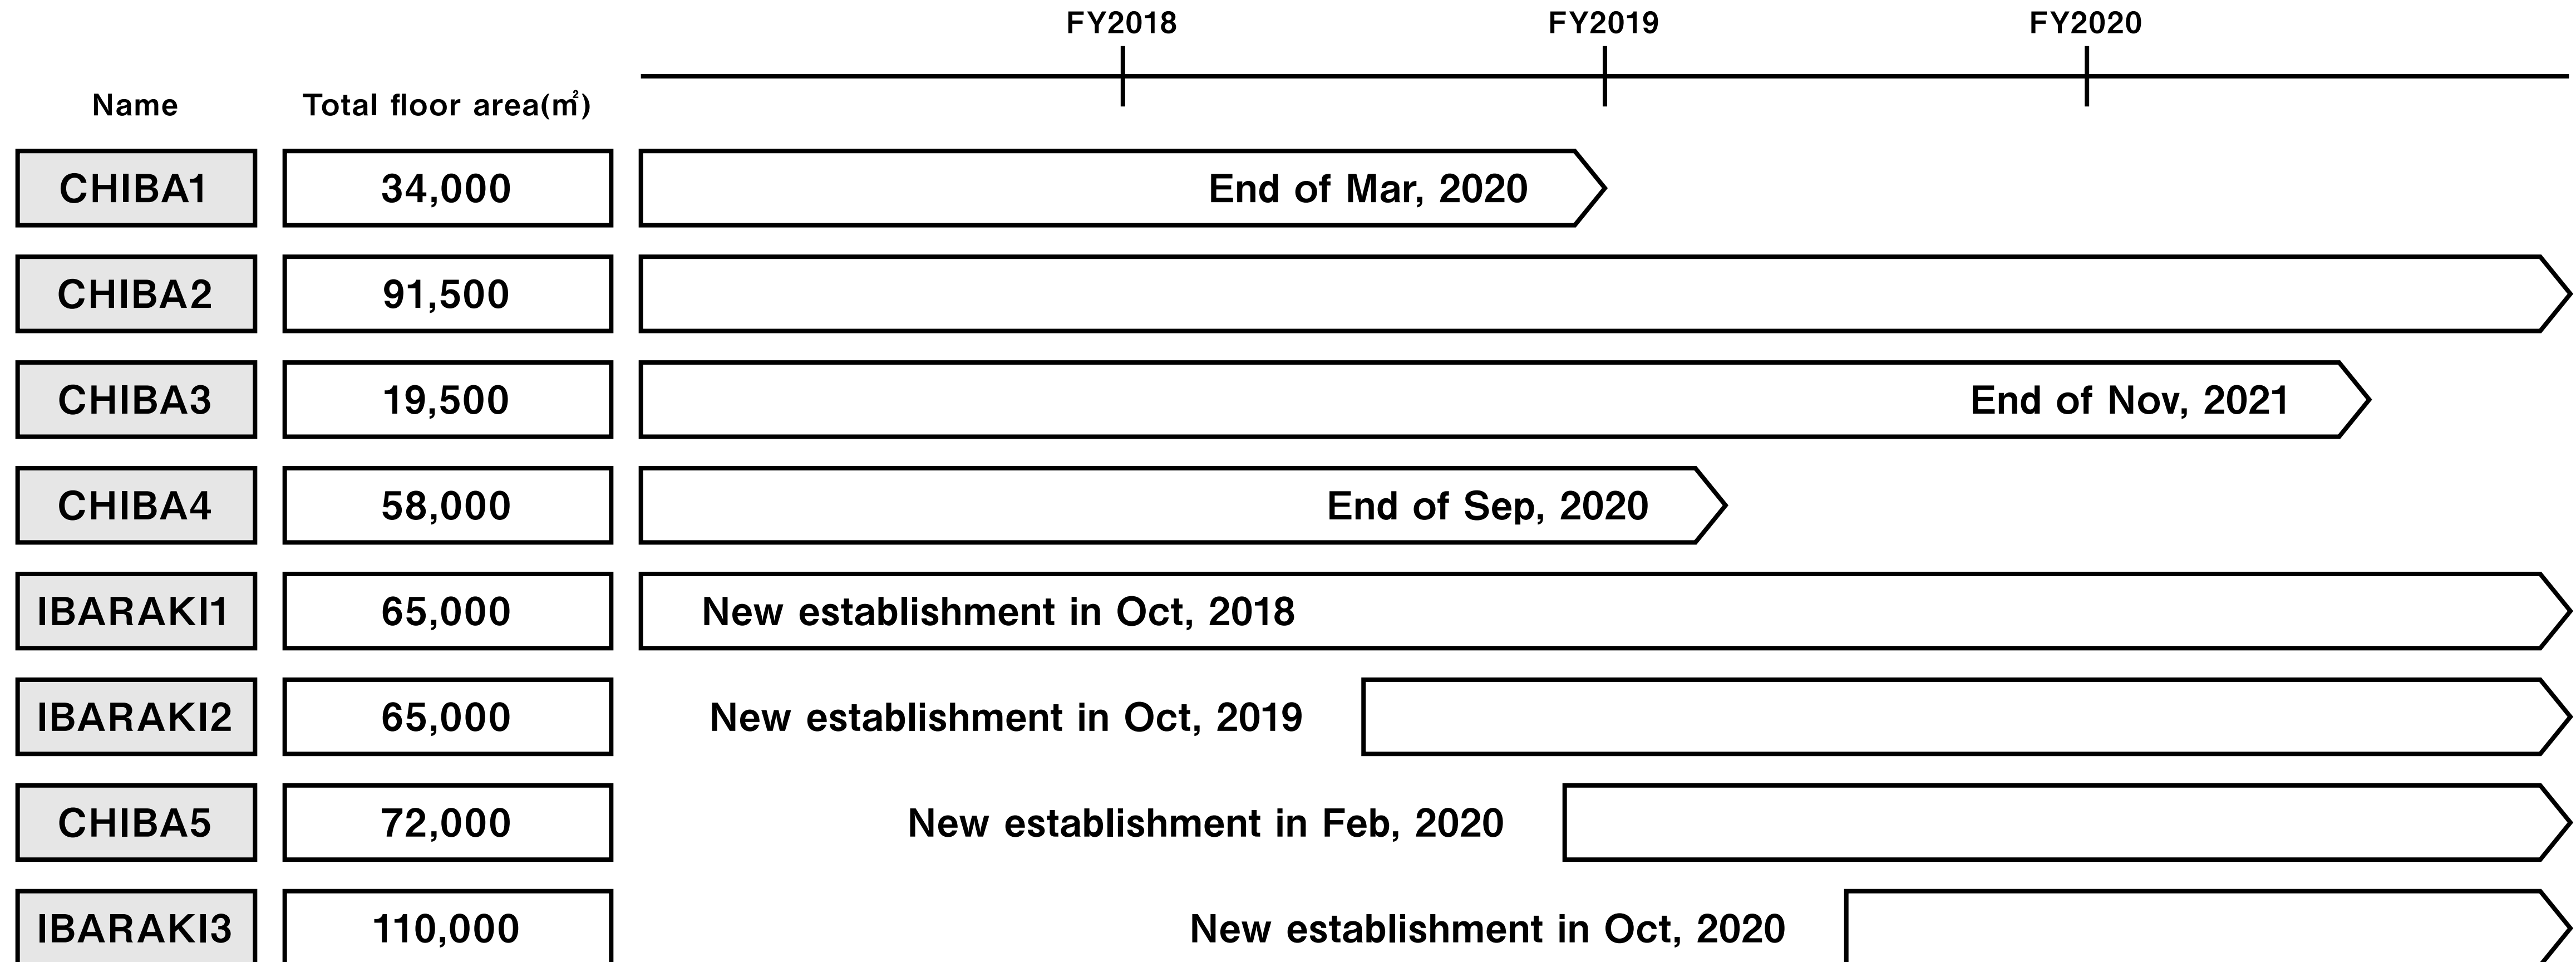 FY2018 FY2019 FY2020
Name Total floor area(㎡)
CHIBA1 34,000 End of Mar, 2020
CHIBA2 91,500
CHIBA3 19,500 End of Nov, 2021
CHIBA4 58,000 End of Sep, 2020
IBARAKI1 65,000 New establishment in Oct, 2018
IBARAKI2 65,000 New establishment in Oct, 2019
CHIBA5 72,000 New establishment in Feb, 2020
IBARAKI3 110,000 New establishment in Oct, 2020